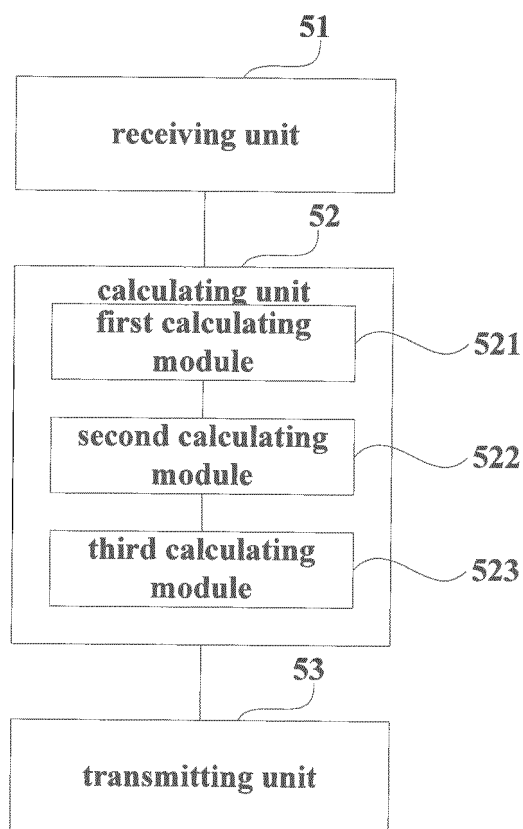 51
receiving unit
52
calculating unit
first calculating
module
521
second calculating
module
522
third calculating
module
523
53
transmitting unit